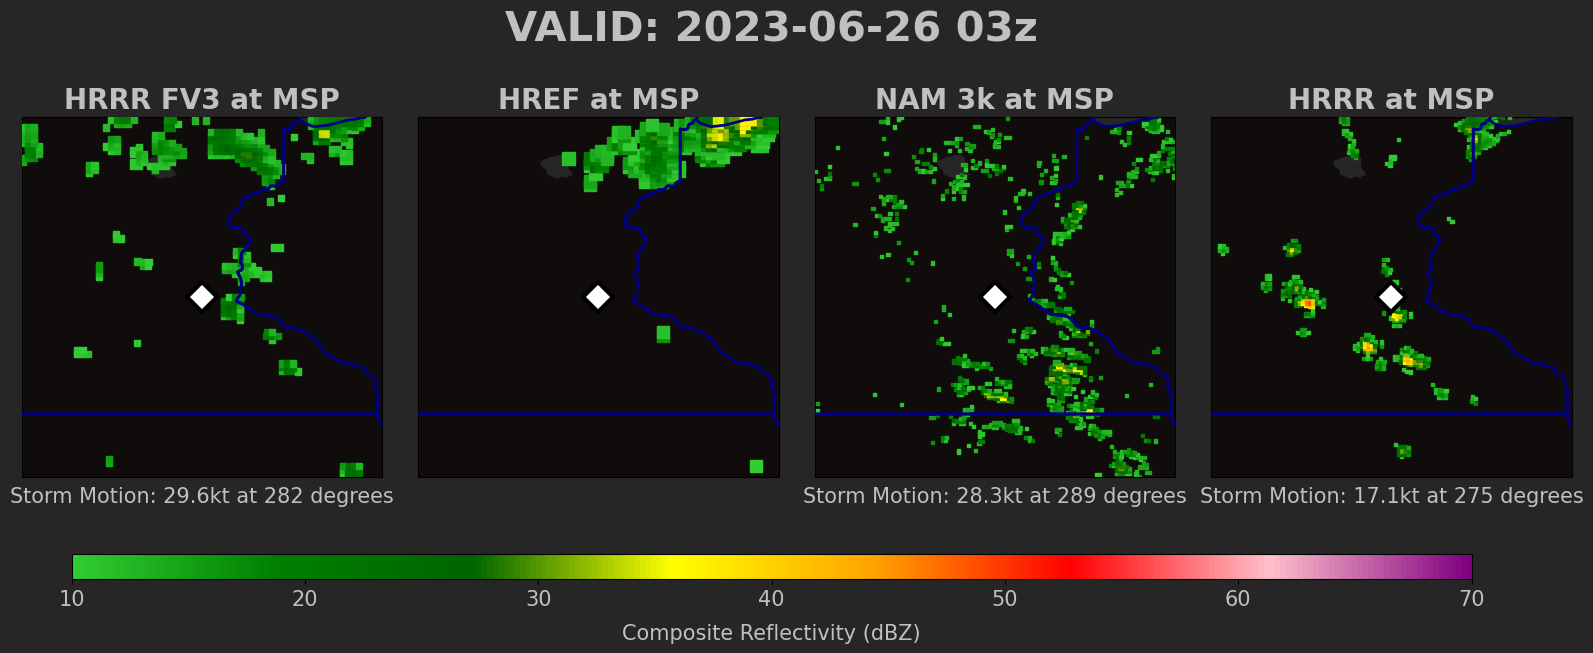 VALID: 2023-06-26 03z
HRRR FV3 at MSP
HREF at MSP
NAM 3k at MSP
HRRR at MSP
Storm Motion: 29.6kt at 282 degrees
Storm Motion: 28.3kt at 289 degrees
Storm Motion: 17.1kt at 275 degrees
10 20 30 40 50 60 70
Composite Reflectivity (dBZ)